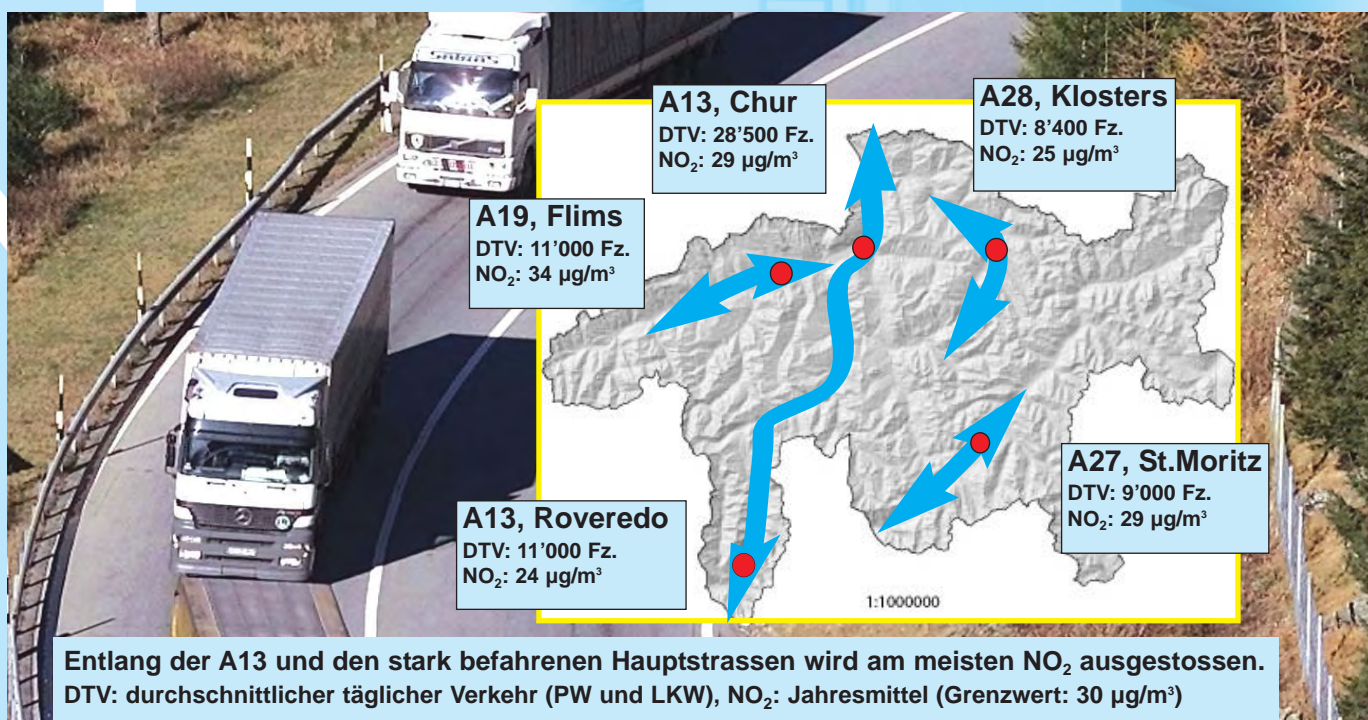 A13, Chur
DTV: 28’500 Fz.
NO₂: 29 µg/m³
A28, Klosters
DTV: 8’400 Fz.
NO₂: 25 µg/m³
A19, Flims
DTV: 11’000 Fz.
NO₂: 34 µg/m³
A27, St.Moritz
DTV: 9’000 Fz.
NO₂: 29 µg/m³
A13, Roveredo
DTV: 11’000 Fz.
NO₂: 24 µg/m³
1:1000000
Entlang der A13 und den stark befahrenen Hauptstrassen wird am meisten NO₂ ausgestossen.
DTV: durchschnittlicher täglicher Verkehr (PW und LKW), NO₂: Jahresmittel (Grenzwert: 30 µg/m³)